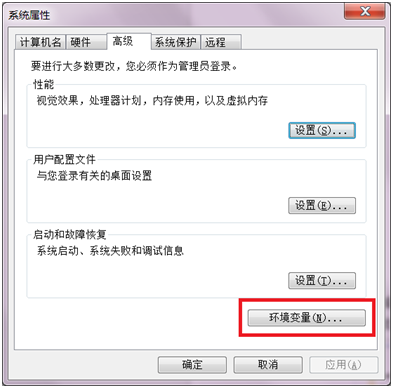 系统属性
计算机名 硬件 高级 系统保护 远程
要进行大多数更改，您必须作为管理员登录。
性能
视觉效果，处理器计划，内存使用，以及虚拟内存
设置(S)...
用户配置文件
与您登录有关的桌面设置
设置(E)...
启动和故障恢复
系统启动、系统失败和调试信息
设置(T)...
环境变量(N)...
确定 取消 应用(A)